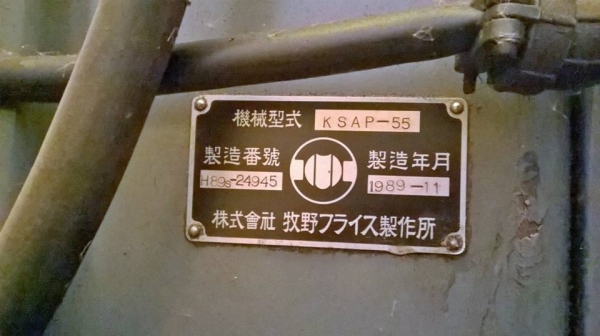 機械型式 KSAP-55
製造番號 製造年月
H89s-24945 1989-11
株式會社 牧野フライス製作所